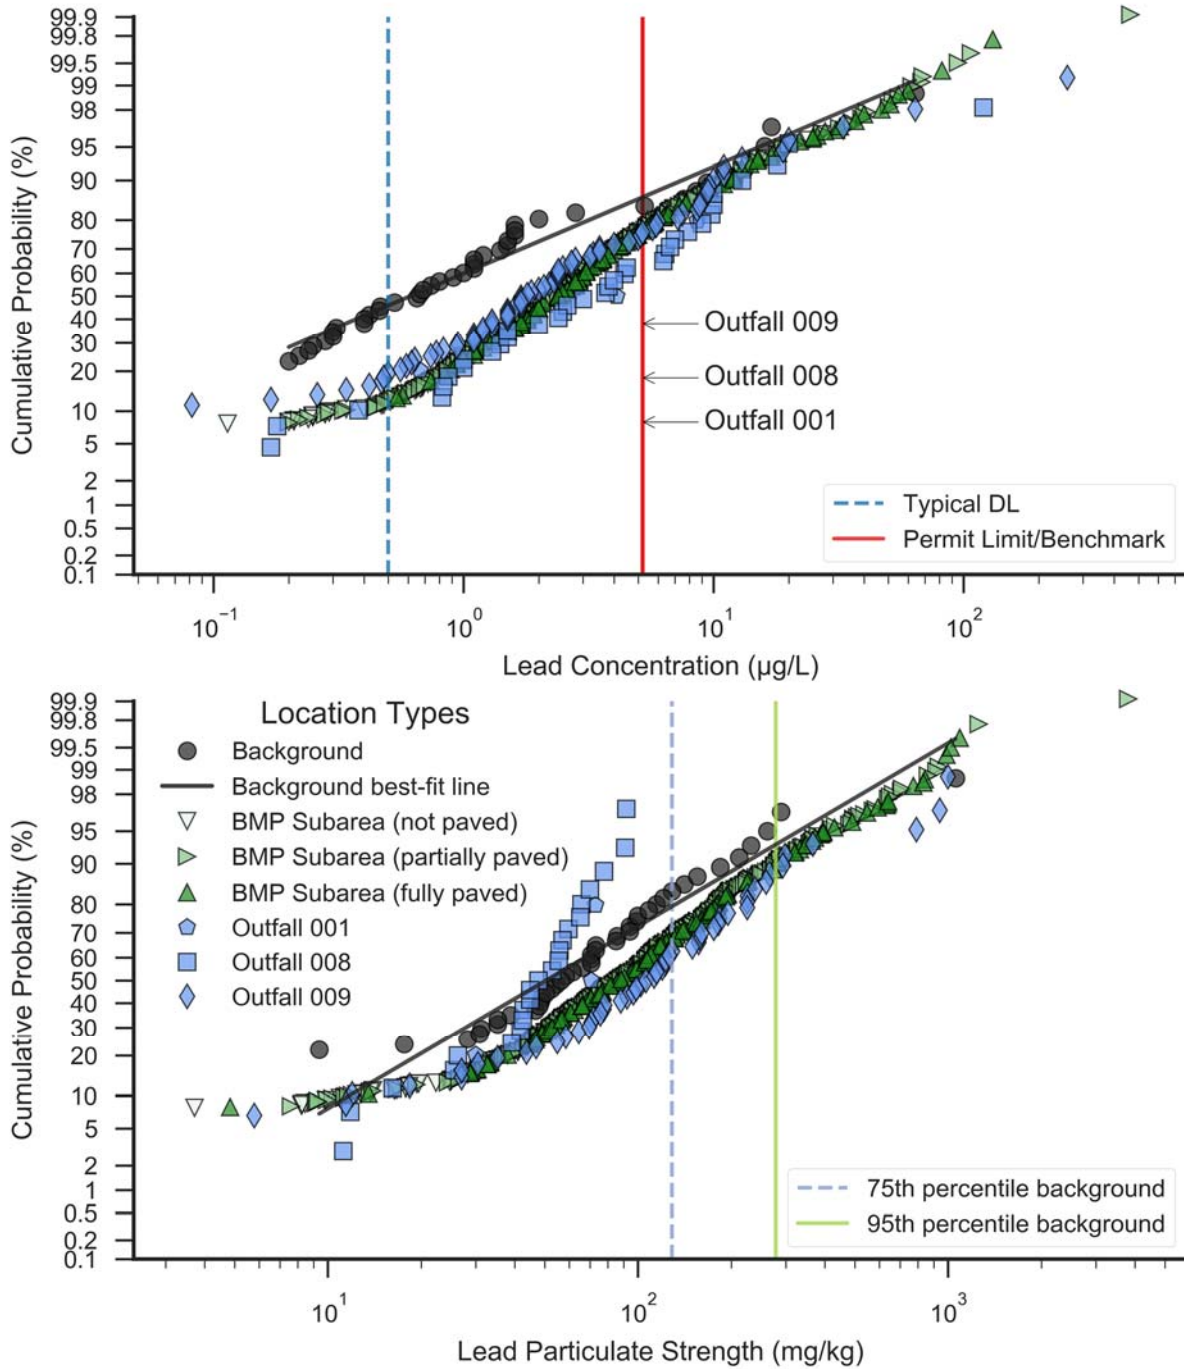 99.9
99.8
99.5
99
98
95
90
80
70
60
50
40
30
20
10
5
2
1
0.5
0.2
0.1
Cumulative Probability (%)
Outfall 009
Outfall 008
Outfall 001
Typical DL
Permit Limit/Benchmark
10⁻¹ 10⁰ 10¹ 10²
Lead Concentration (µg/L)
99.9
99.8
99.5
99
98
95
90
80
70
60
50
40
30
20
10
5
2
1
0.5
0.2
0.1
Cumulative Probability (%)
Location Types
Background
Background best-fit line
BMP Subarea (not paved)
BMP Subarea (partially paved)
BMP Subarea (fully paved)
Outfall 001
Outfall 008
Outfall 009
75th percentile background
95th percentile background
10¹ 10² 10³
Lead Particulate Strength (mg/kg)